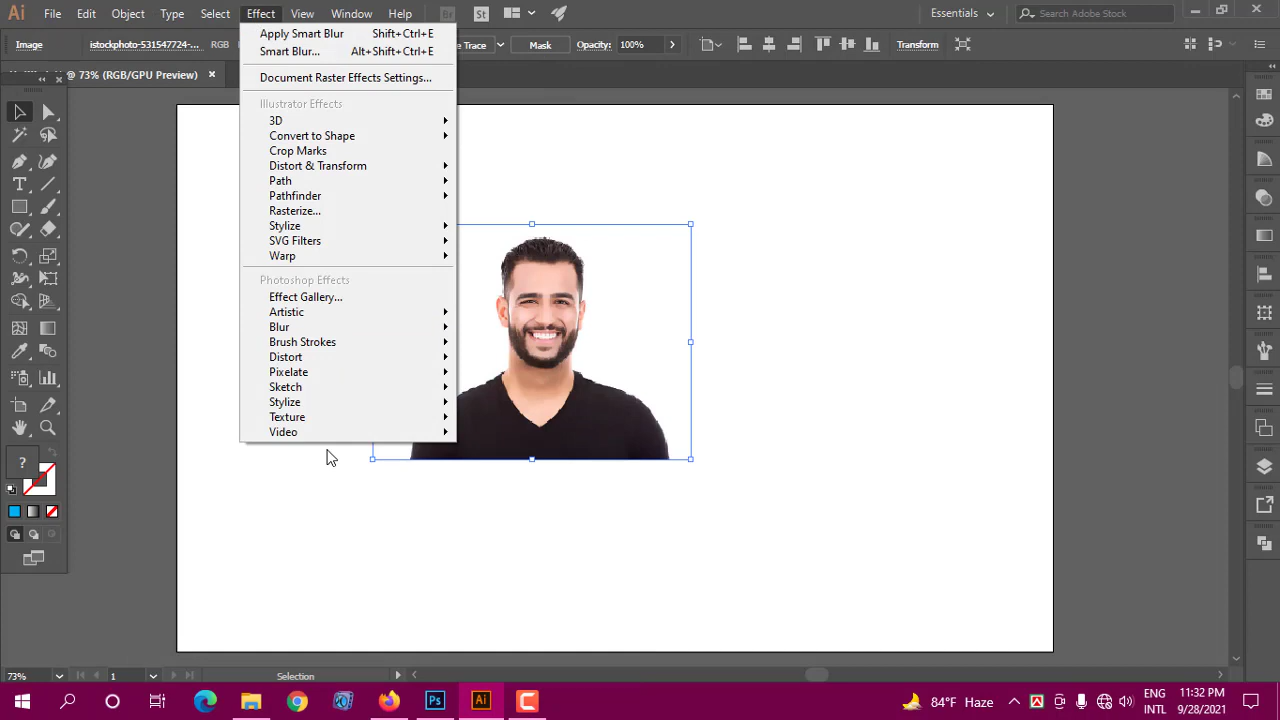 Ai File Edit Object Type Select Effect View Window Help Br St Essentials Search Adobe Stock
Image istockphoto-531547724-... RGB
Trace Mask Opacity: 100% Transform
@ 73% (RGB/GPU Preview)
Apply Smart Blur Shift+Ctrl+E
Smart Blur... Alt+Shift+Ctrl+E
Document Raster Effects Settings...
Illustrator Effects
3D
Convert to Shape
Crop Marks
Distort & Transform
Path
Pathfinder
Rasterize...
Stylize
SVG Filters
Warp
Photoshop Effects
Effect Gallery...
Artistic
Blur
Brush Strokes
Distort
Pixelate
Sketch
Stylize
Texture
Video
?
73% 1 Selection
Ps Ai 84°F Haze ENG 11:32 PM
INTL 9/28/2021